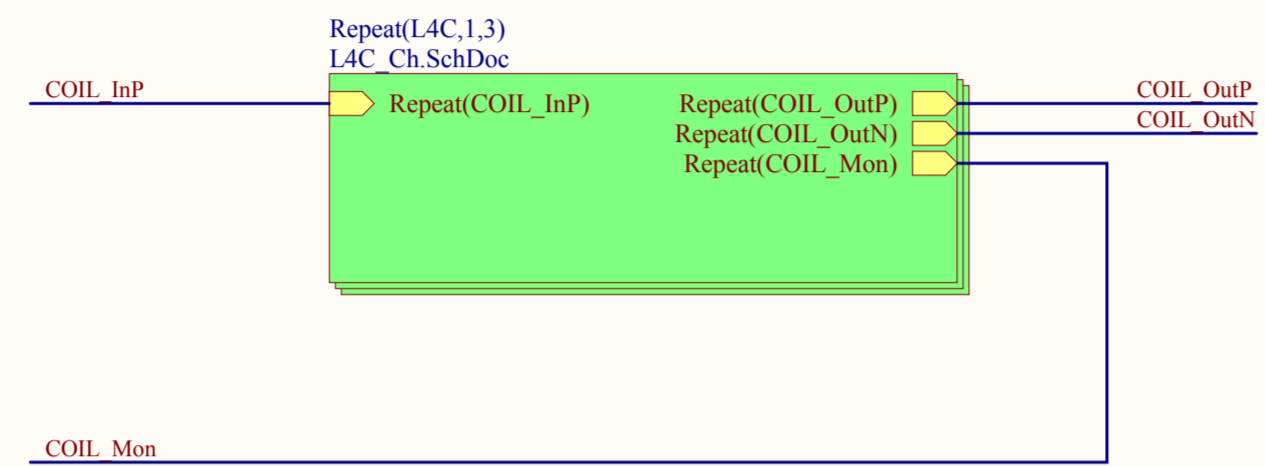 Repeat(L4C,1,3)
L4C_Ch.SchDoc
COIL_InP
Repeat(COIL_InP)
Repeat(COIL_OutP)
COIL_OutP
Repeat(COIL_OutN)
COIL_OutN
Repeat(COIL_Mon)
COIL_Mon